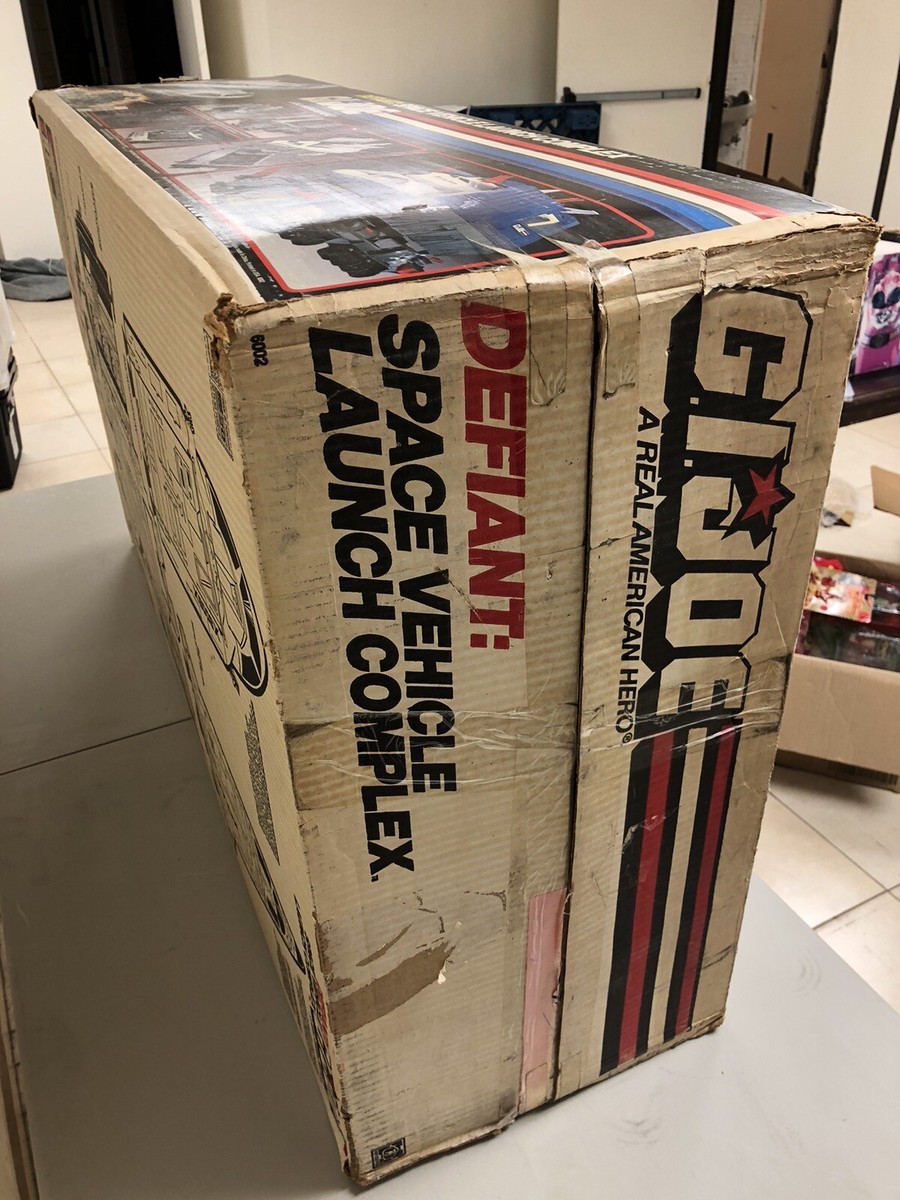 G.I. JOE
A REAL AMERICAN HERO®
DEFIANT:
SPACE VEHICLE
LAUNCH COMPLEX.
6002